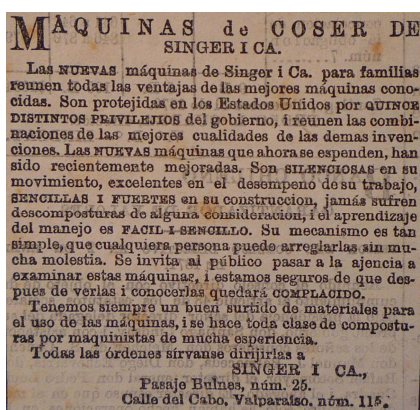 MAQUINAS de COSER DE
SINGER I CA.
Las NUEVAS máquinas de Singer i Ca. para familias
reunen todas las ventajas de las mejores máquinas cono-
cidas. Son protejidas en los Estados Unidos por QUINCE
DISTINTOS PRIVILEJIOS del gobierno, i reunen las combi-
naciones de las mejores cualidades de las demas inven-
ciones. Las NUEVAS máquinas que ahora se espenden, han
sido recientemente mejoradas. Son SILENCIOSAS en su
movimiento, excelentes en el desempeno de su trabajo,
SENCILLAS I FUERTES en su construccion, jamás sufren
descomposturas de alguna consideracion, i el aprendizaje
del manejo es FACIL I SENCILLO. Su mecanismo es tan
simple, que cualquiera persona puede arreglarlas sin mu-
cha molestia. Se invita al público pasar a la ajencia a
examinar estas máquinas, i estamos seguros de que des-
pues de verlas i conocerlas quedará COMPLACIDO.
Tenemos siempre un buen surtido de materiales para
el uso de las máquinas, i se hace toda clase de compostu-
ras por maquinistas de mucha esperiencia.
Todas las órdenes sírvanse dirijirlas a
SINGER I CA.,
Pasaje Bulnes, núm. 25.
Calle del Cabo, Valparaiso, núm. 115.